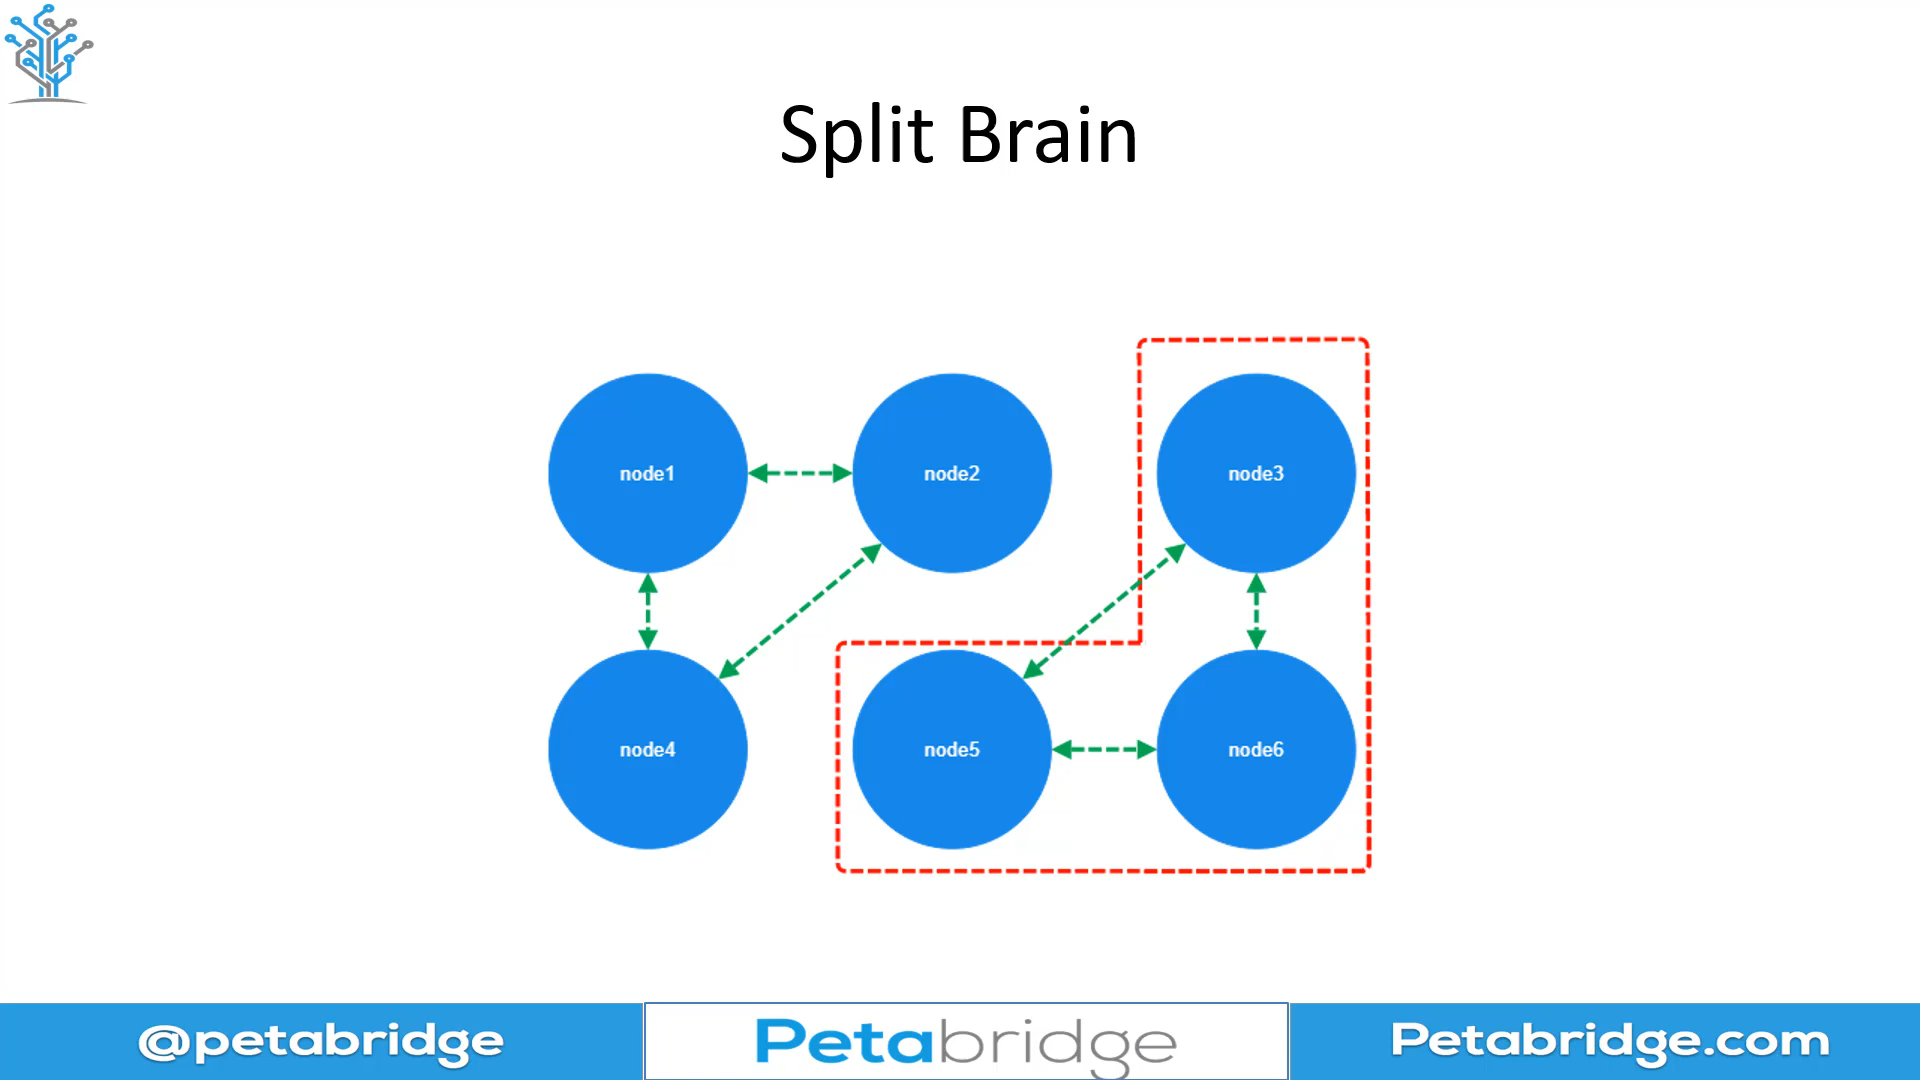 Split Brain
node1
node2
node3
node4
node5
node6
@petabridge
Petabridge
Petabridge.com